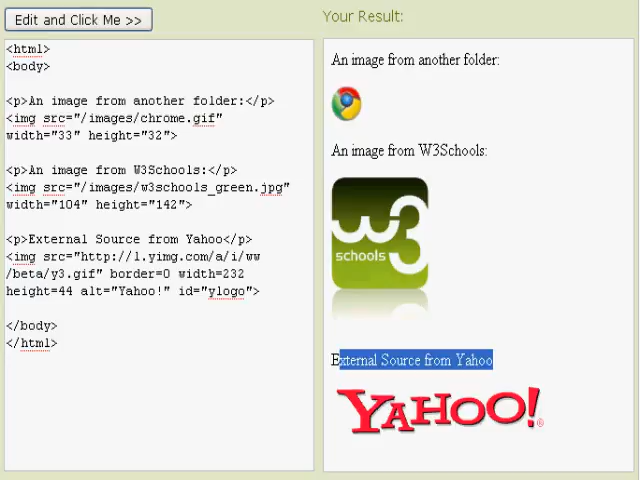 Edit and Click Me >>
Your Result:
<html>
<body>
<p>An image from another folder:</p>
<img src="/images/chrome.gif"
width="33" height="32">
<p>An image from W3Schools:</p>
<img src="/images/w3schools_green.jpg"
width="104" height="142">
<p>External Source from Yahoo</p>
<img src="http://l.yimg.com/a/i/ww
/beta/y3.gif" border=0 width=232
height=44 alt="Yahoo!" id="ylogo">
</body>
</html>
An image from another folder:
An image from W3Schools:
w3
schools
External Source from Yahoo
YAHOO!®